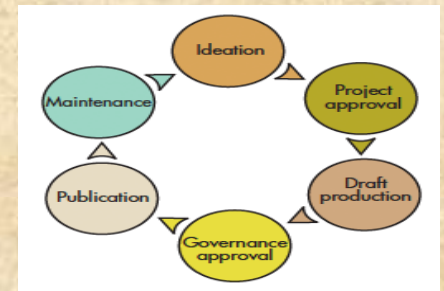 Ideation
Project
approval
Draft
production
Governance
approval
Publication
Maintenance